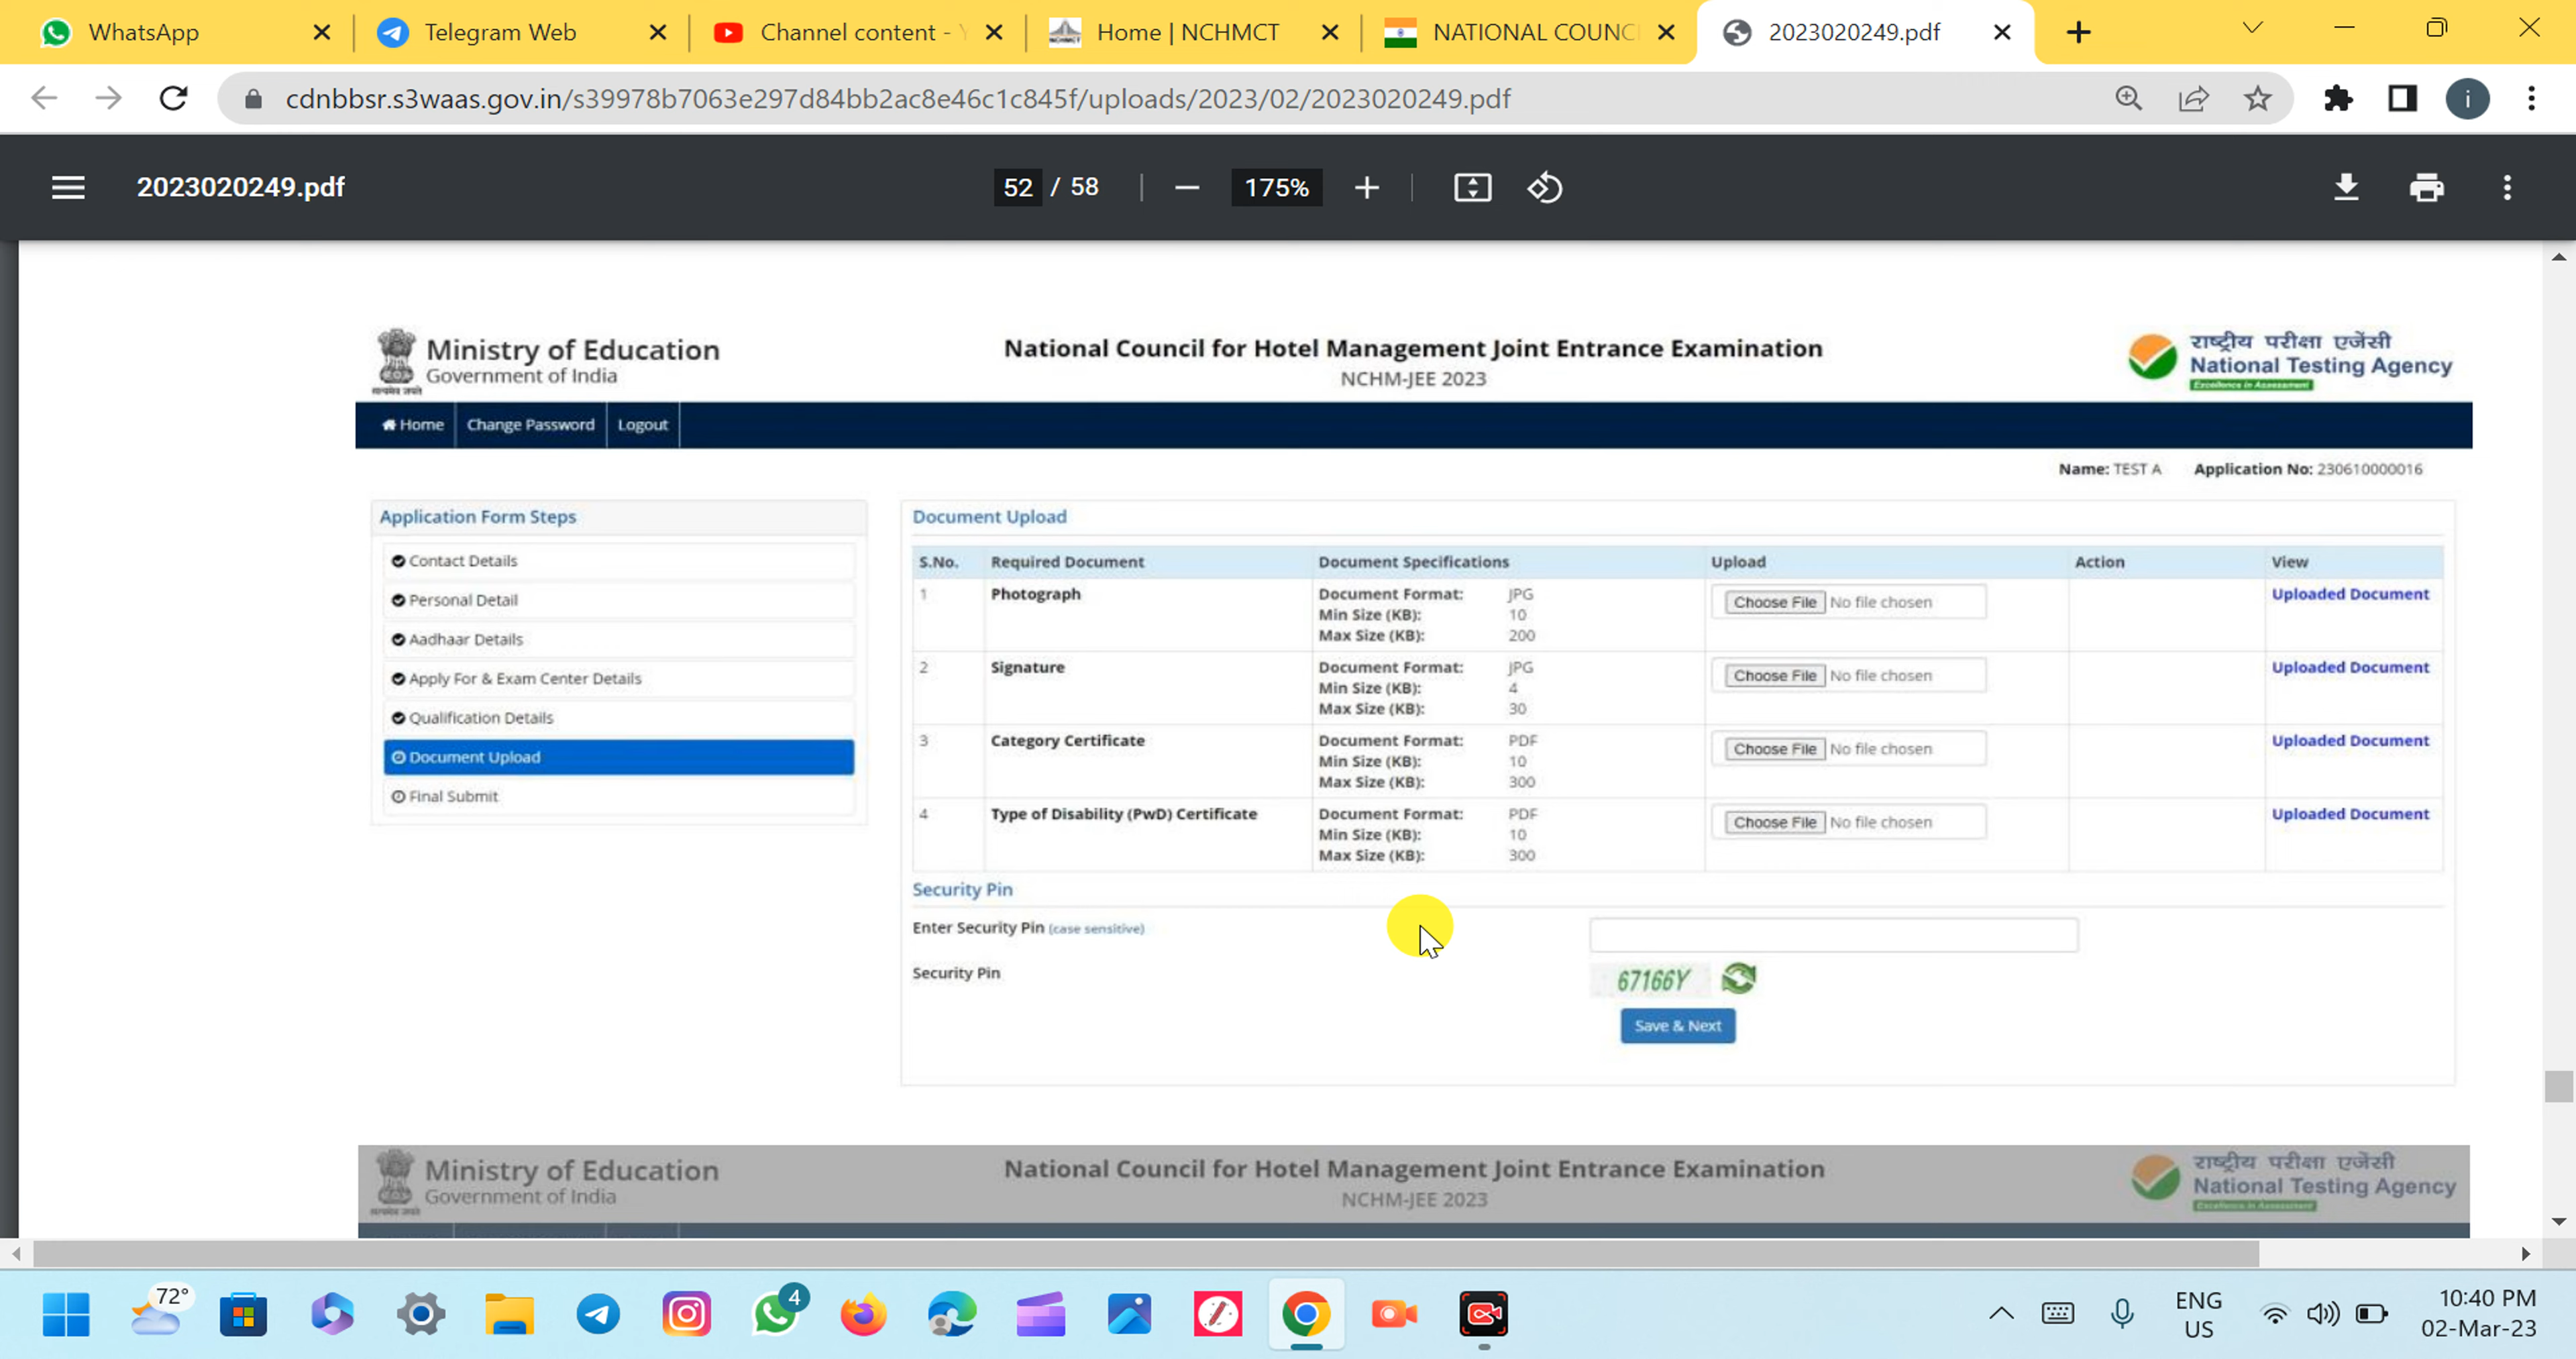 WhatsApp
Telegram Web
Channel content - Y
Home | NCHMCT
NATIONAL COUNCI
2023020249.pdf
cdnbbsr.s3waas.gov.in/s39978b7063e297d84bb2ac8e46c1c845f/uploads/2023/02/2023020249.pdf
i
2023020249.pdf
52 / 58
175%
Ministry of Education
Government of India
सत्यमेव जयते
National Council for Hotel Management Joint Entrance Examination
NCHM-JEE 2023
राष्ट्रीय परीक्षा एजेंसी
National Testing Agency
Excellence in Assessment
Home
Change Password
Logout
Name: TEST A Application No: 230610000016
Application Form Steps
Contact Details
Personal Detail
Aadhaar Details
Apply For & Exam Center Details
Qualification Details
Document Upload
Final Submit
Document Upload
S.No. Required Document Document Specifications Upload Action View
1 Photograph Document Format: JPG Choose File No file chosen Uploaded Document
Min Size (KB): 10
Max Size (KB): 200
2 Signature Document Format: JPG Choose File No file chosen Uploaded Document
Min Size (KB): 4
Max Size (KB): 30
3 Category Certificate Document Format: PDF Choose File No file chosen Uploaded Document
Min Size (KB): 10
Max Size (KB): 300
4 Type of Disability (PwD) Certificate Document Format: PDF Choose File No file chosen Uploaded Document
Min Size (KB): 10
Max Size (KB): 300
Security Pin
Enter Security Pin (case sensitive)
Security Pin
67166Y
Save & Next
Ministry of Education
Government of India
National Council for Hotel Management Joint Entrance Examination
NCHM-JEE 2023
राष्ट्रीय परीक्षा एजेंसी
National Testing Agency
Excellence in Assessment
72°
4
ENG
US
10:40 PM
02-Mar-23